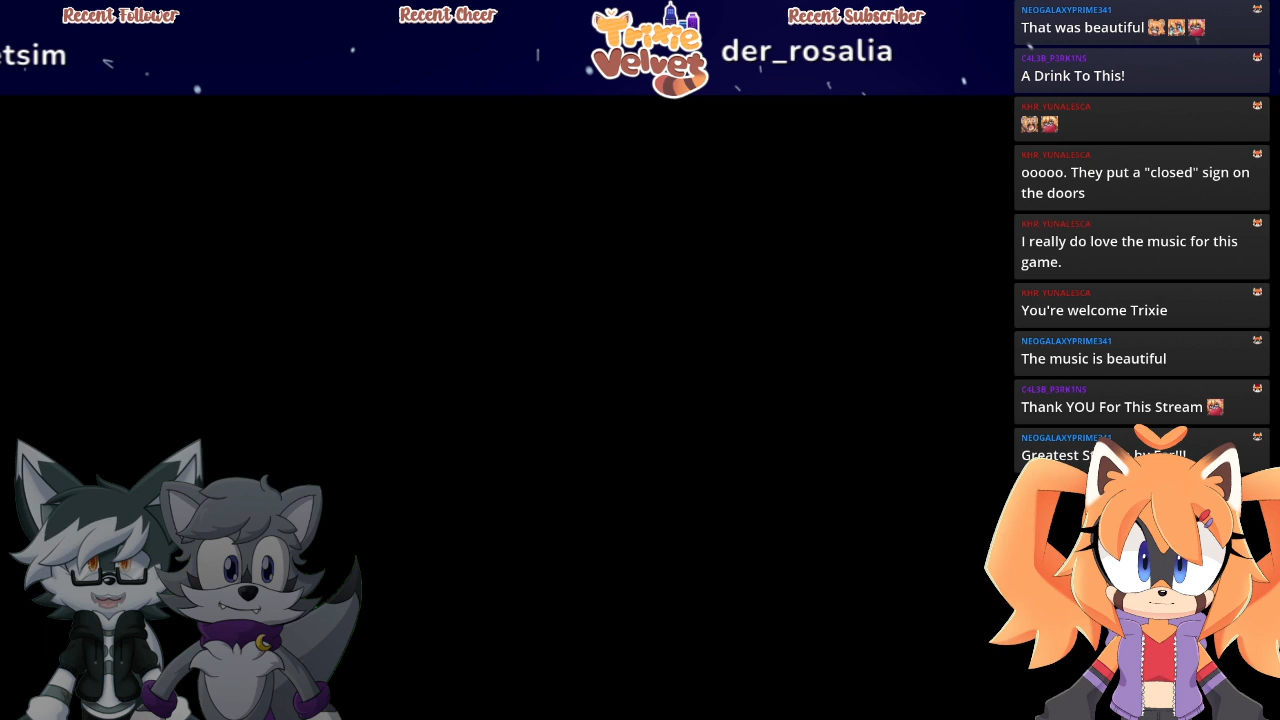 Recent Follower
Recent Cheer
Trixie
Velvet
Recent Subscriber
etsim
der_rosalia
NEOGALAXYPRIME341
That was beautiful
C4L3B_P3RK1NS
A Drink To This!
KHR_YUNALESCA
KHR_YUNALESCA
ooooo. They put a "closed" sign on
the doors
KHR_YUNALESCA
I really do love the music for this
game.
KHR_YUNALESCA
You're welcome Trixie
NEOGALAXYPRIME341
The music is beautiful
C4L3B_P3RK1NS
Thank YOU For This Stream
NEOGALAXYPRIME341
Greatest